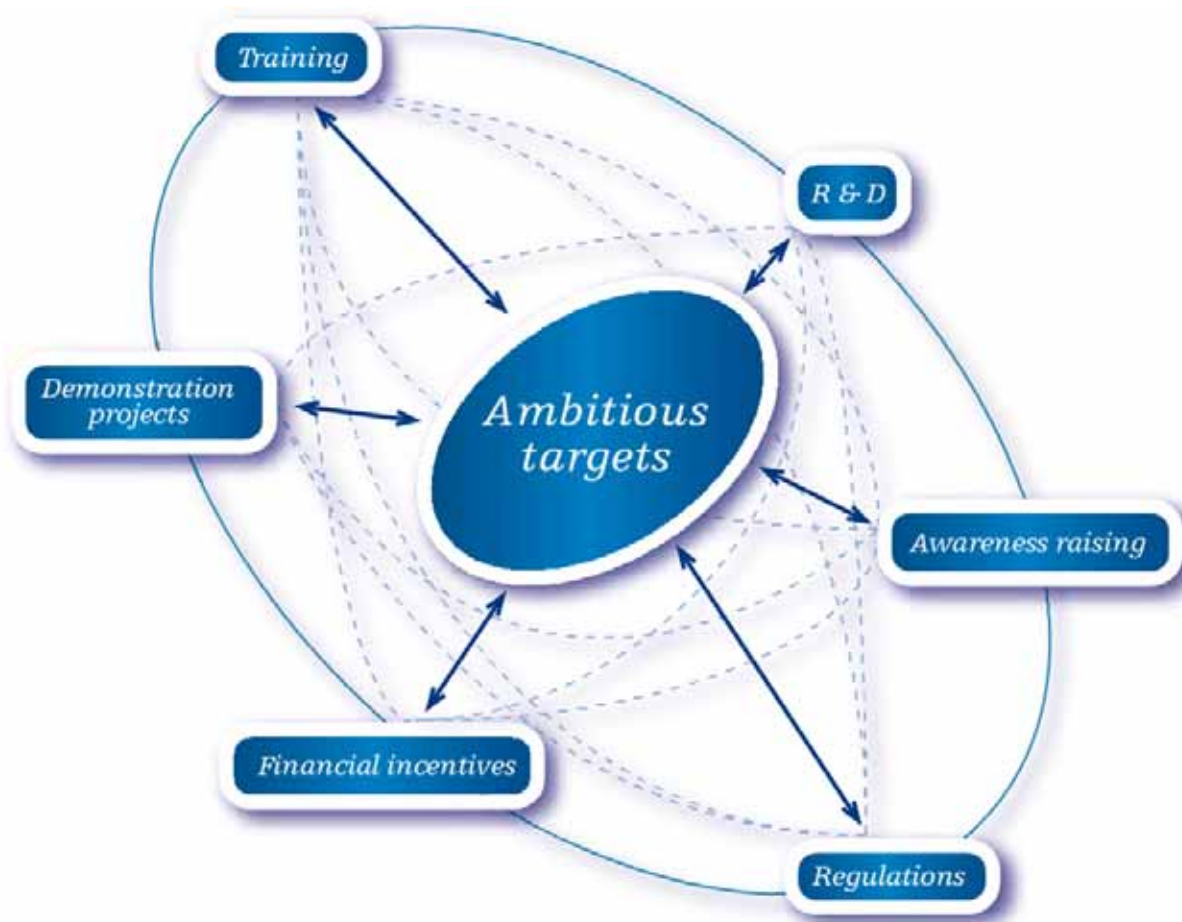 Training
R & D
Demonstration
projects
Ambitious
targets
Awareness raising
Financial incentives
Regulations